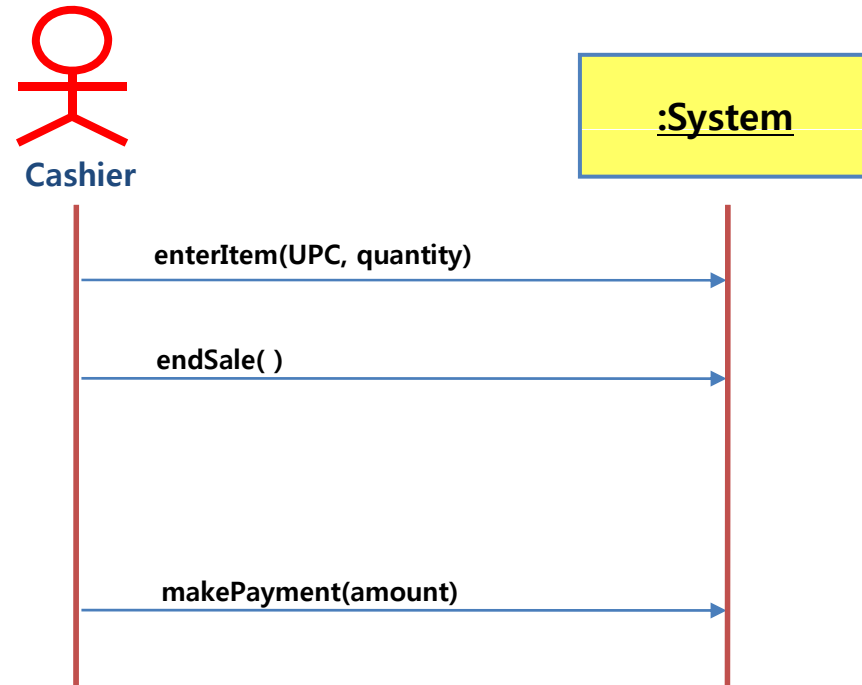 :System
Cashier
enterItem(UPC, quantity)
endSale( )
makePayment(amount)